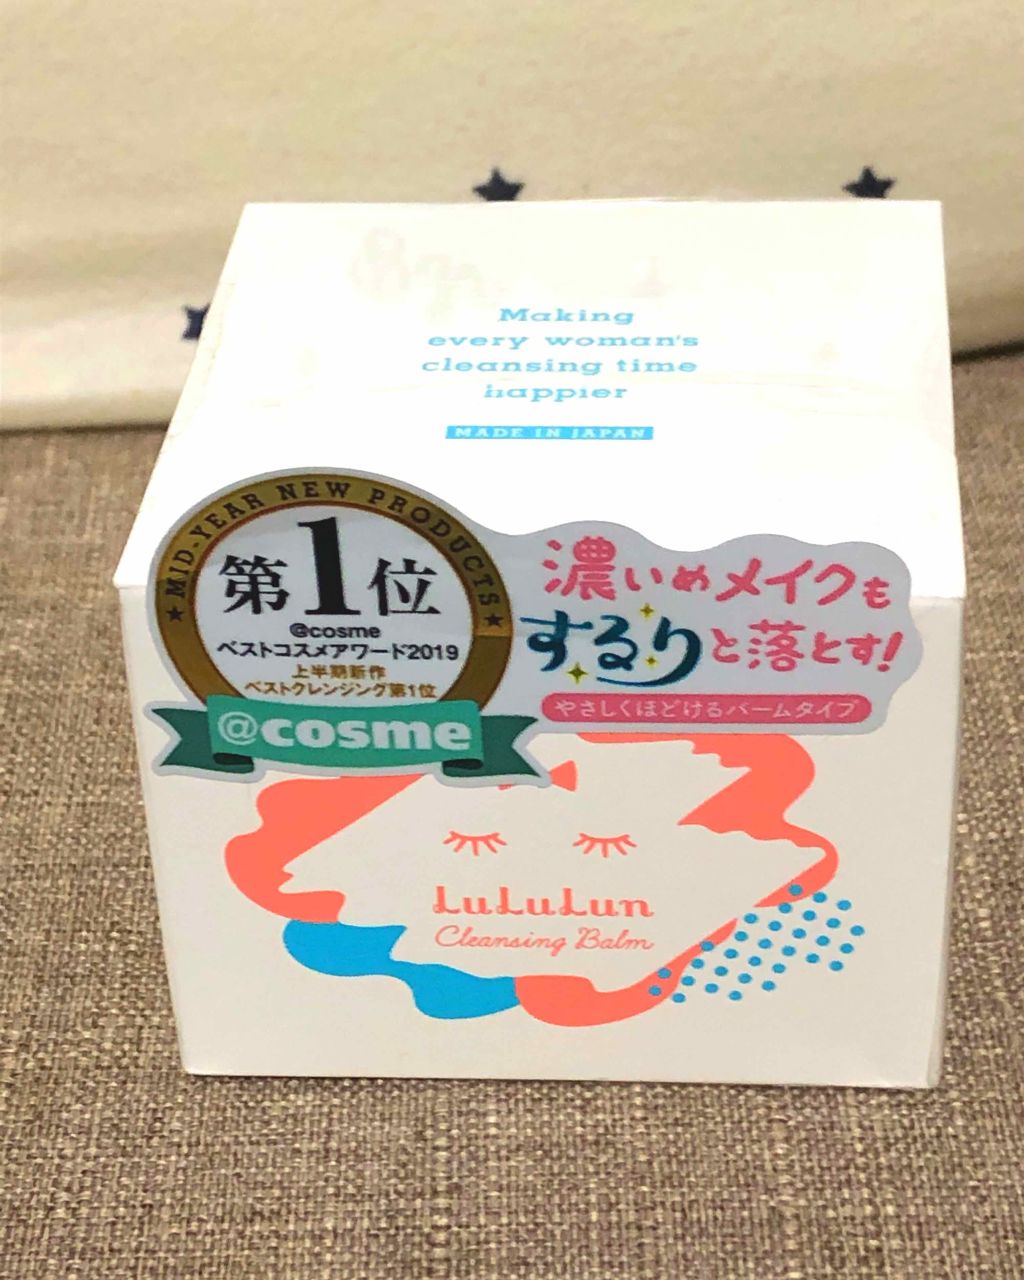 Making
every woman's
cleansing time
happier
MADE IN JAPAN
MID-YEAR NEW PRODUCTS
第1位
@cosme
ベストコスメアワード2019
上半期新作
ベストクレンジング第1位
@cosme
濃いめメイクも
するりと落とす!
やさしくほどけるバームタイプ
LuLuLun
Cleansing Balm